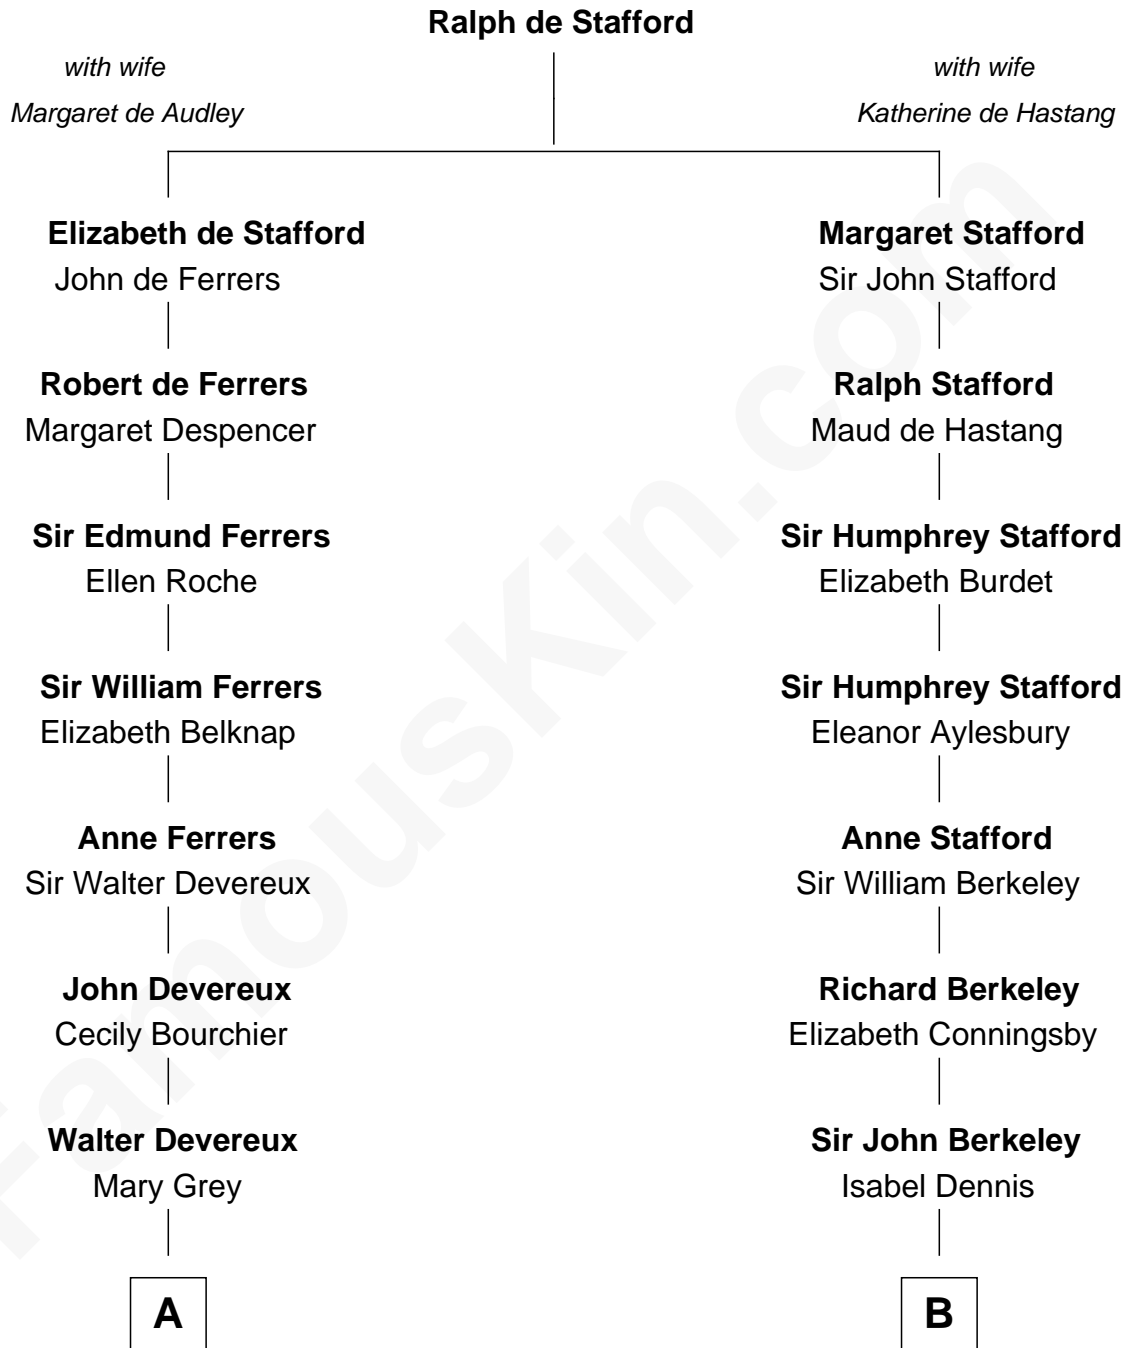 Ralph de Stafford
with wife
Margaret de Audley
with wife
Katherine de Hastang
Elizabeth de Stafford
John de Ferrers
Robert de Ferrers
Margaret Despencer
Sir Edmund Ferrers
Ellen Roche
Sir William Ferrers
Elizabeth Belknap
Anne Ferrers
Sir Walter Devereux
John Devereux
Cecily Bourchier
Walter Devereux
Mary Grey
A
Margaret Stafford
Sir John Stafford
Ralph Stafford
Maud de Hastang
Sir Humphrey Stafford
Elizabeth Burdet
Sir Humphrey Stafford
Eleanor Aylesbury
Anne Stafford
Sir William Berkeley
Richard Berkeley
Elizabeth Conningsby
Sir John Berkeley
Isabel Dennis
B
FamousKin.com